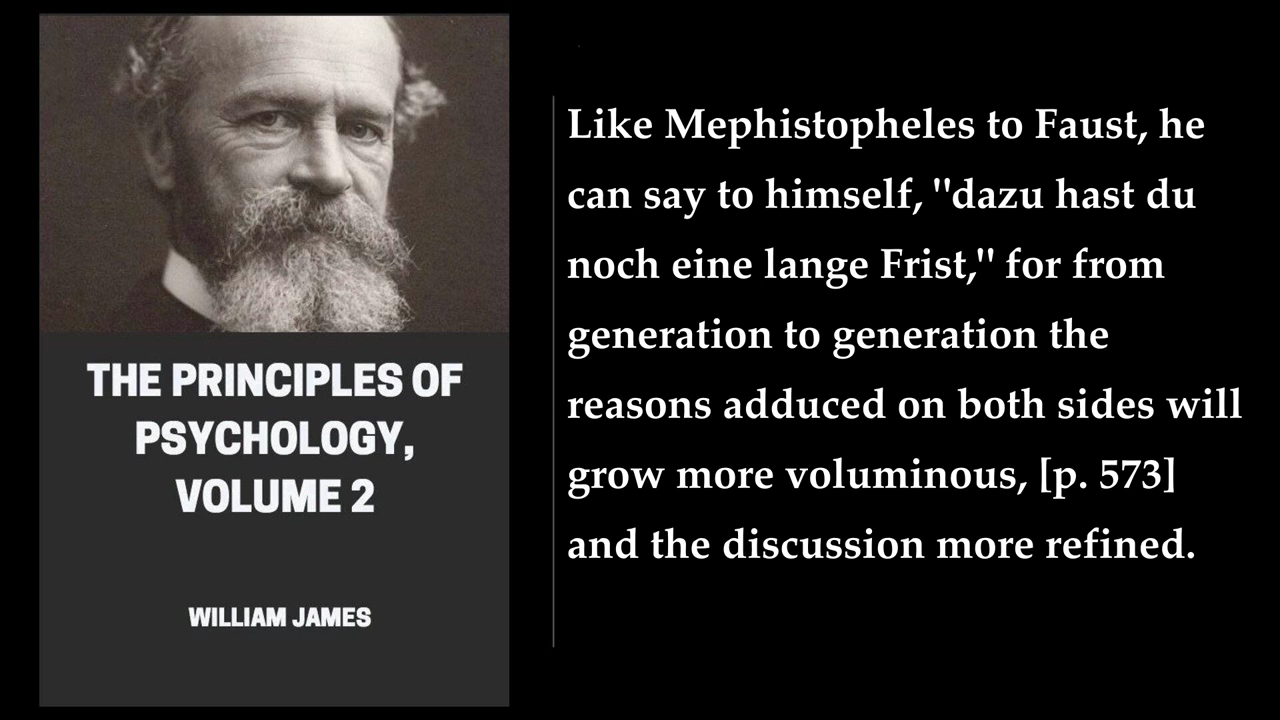 THE PRINCIPLES OF
PSYCHOLOGY,
VOLUME 2
WILLIAM JAMES
Like Mephistopheles to Faust, he
can say to himself, "dazu hast du
noch eine lange Frist," for from
generation to generation the
reasons adduced on both sides will
grow more voluminous, [p. 573]
and the discussion more refined.